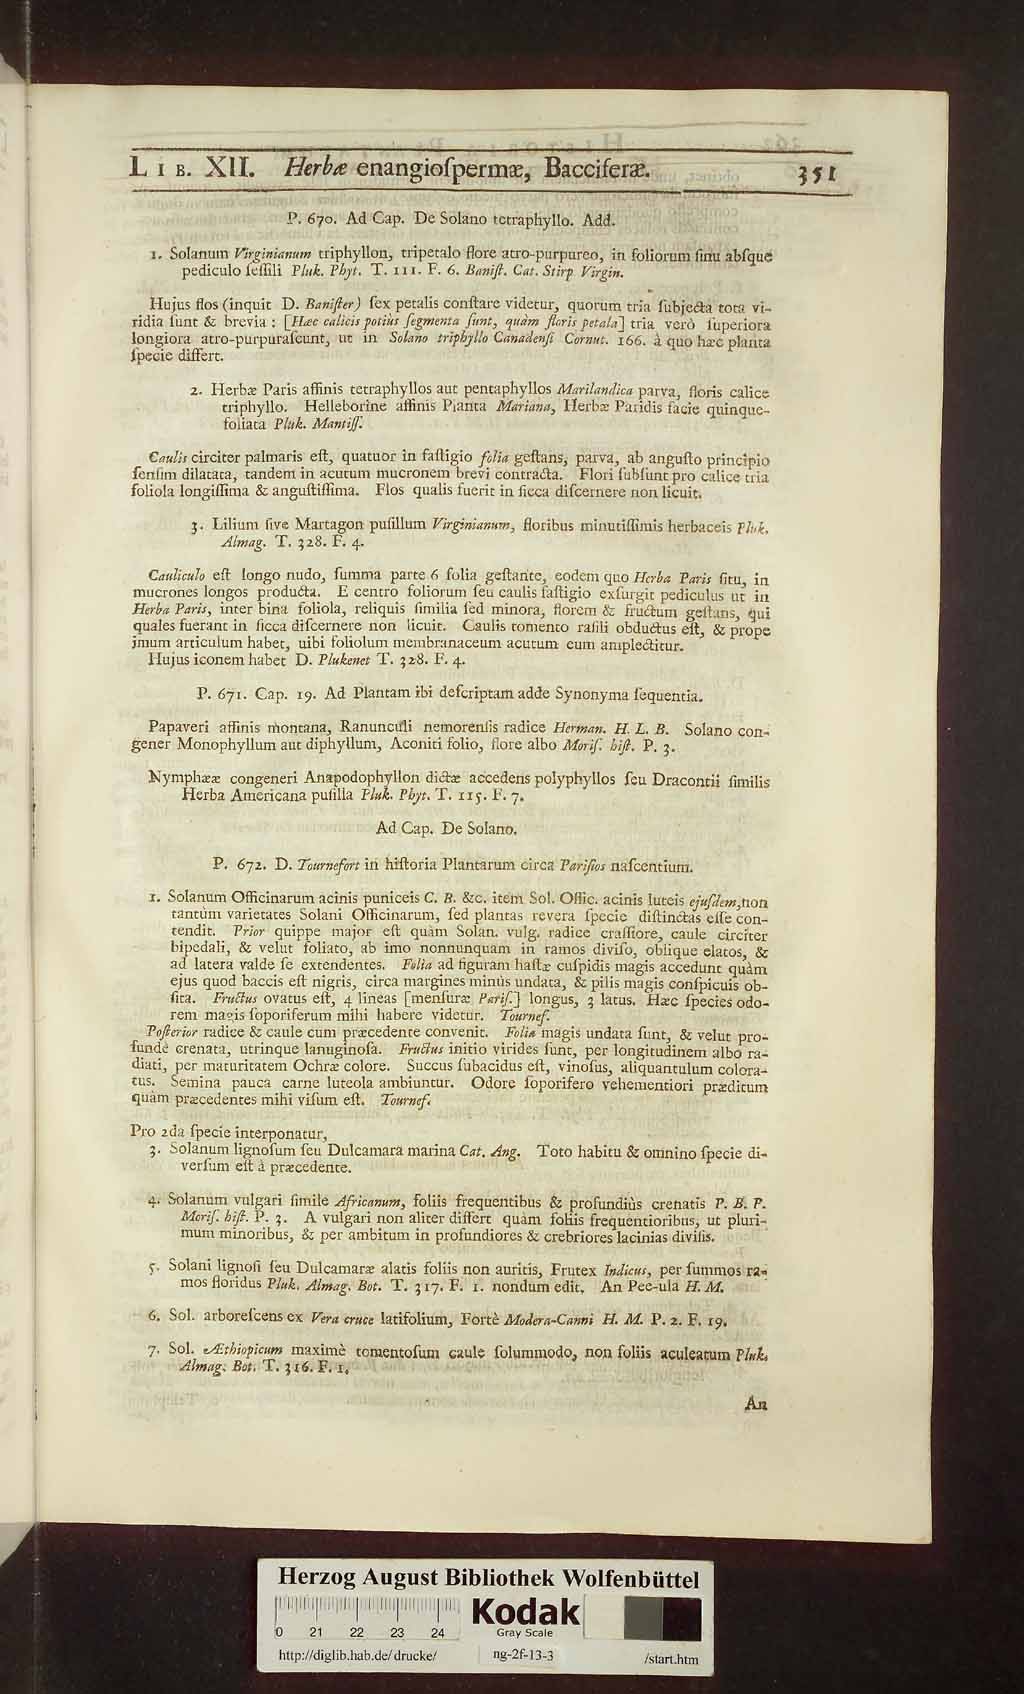 LIB. XII. Herbæ enangioſpermæ, Bacciferæ. 351
P. 670. Ad Cap. De Solano tetraphyllo. Add.
1. Solanum Virginianum triphyllon, tripetalo flore atro-purpureo, in foliorum ſinu abſque
pediculo ſeſſili Pluk. Phyt. T. 111. F. 6. Baniſt. Cat. Stirp Virgin.
Hujus flos (inquit D. Baniſter) ſex petalis conſtare videtur, quorum tria ſubjecta tota vi-
ridia ſunt & brevia : [Hæc calicis potiùs ſegmenta ſunt, quàm floris petala] tria verò ſuperiora
longiora atro-purpuraſcunt, ut in Solano triphyllo Canadenſi Cornut. 166. à quo hæc planta
ſpecie differt.
2. Herbæ Paris affinis tetraphyllos aut pentaphyllos Marilandica parva, floris calice
triphyllo. Helleborine affinis Planta Mariana, Herbæ Paridis facie quinque-
foliata Pluk. Mantiſſ.
Caulis circiter palmaris eſt, quatuor in faſtigio folia geſtans, parva, ab anguſto principio
ſenſim dilatata, tandem in acutum mucronem brevi contracta. Flori ſubſunt pro calice tria
foliola longiſſima & anguſtiſſima. Flos qualis fuerit in ſicca diſcernere non licuit.
3. Lilium ſive Martagon puſillum Virginianum, floribus minutiſſimis herbaceis Pluk.
Almag. T. 328. F. 4.
Cauliculo eſt longo nudo, ſumma parte 6 folia geſtante, eodem quo Herba Paris ſitu, in
mucrones longos producta. E centro foliorum ſeu caulis faſtigio exſurgit pediculus ut in
Herba Paris, inter bina foliola, reliquis ſimilia ſed minora, florem & fructum geſtans, qui
quales fuerant in ſicca diſcernere non licuit. Caulis tomento raſili obductus eſt, & prope
imum articulum habet, uibi foliolum membranaceum acutum eum amplectitur.
Hujus iconem habet D. Plukenet T. 328. F. 4.
P. 671. Cap. 19. Ad Plantam ibi deſcriptam adde Synonyma ſequentia.
Papaveri affinis montana, Ranunculi nemorenſis radice Herman. H. L. B. Solano con-
gener Monophyllum aut diphyllum, Aconiti folio, flore albo Moriſ. hiſt. P. 3.
Nymphææ congeneri Anapodophyllon dictæ accedens polyphyllos ſeu Dracontii ſimilis
Herba Americana puſilla Pluk. Phyt. T. 115. F. 7.
Ad Cap. De Solano.
P. 672. D. Tournefort in hiſtoria Plantarum circa Pariſios naſcentium.
1. Solanum Officinarum acinis puniceis C. B. &c. item Sol. Offic. acinis luteis ejuſdem, non
tantùm varietates Solani Officinarum, ſed plantas revera ſpecie diſtinctas eſſe con-
tendit. Prior quippe major eſt quàm Solan. vulg. radice craſſiore, caule circiter
bipedali, & velut foliato, ab imo nonnunquam in ramos diviſo, oblique elatos, &
ad latera valde ſe extendentes. Folia ad figuram haſtæ cuſpidis magis accedunt quàm
ejus quod baccis eſt nigris, circa margines minùs undata, & pilis magis conſpicuis ob-
ſita. Fructus ovatus eſt, 4 lineas [menſuræ Pariſ.] longus, 3 latus. Hæc ſpecies odo-
rem magis ſoporiferum mihi habere videtur. Tournef.
Poſterior radice & caule cum præcedente convenit. Folia magis undata ſunt, & velut pro-
funde crenata, utrinque lanuginoſa. Fructus initio virides ſunt, per longitudinem albo ra-
diati, per maturitatem Ochræ colore. Succus ſubacidus eſt, vinoſus, aliquantulum colora-
tus. Semina pauca carne luteola ambiuntur. Odore ſoporifero vehementiori præditum
quàm præcedentes mihi viſum eſt. Tournef.
Pro 2da ſpecie interponatur,
3. Solanum lignoſum ſeu Dulcamara marina Cat. Ang. Toto habitu & omnino ſpecie di-
verſum eſt à præcedente.
4. Solanum vulgari ſimile Africanum, foliis frequentibus & profundiùs crenatis P. B. P.
Moriſ. hiſt. P. 3. A vulgari non aliter differt quàm foliis frequentioribus, ut pluri-
mum minoribus, & per ambitum in profundiores & crebriores lacinias diviſis.
5. Solani lignoſi ſeu Dulcamaræ alatis foliis non auritis, Frutex Indicus, per ſummos ra-
mos floridus Pluk. Almag. Bot. T. 317. F. 1. nondum edit. An Pee-ula H. M.
6. Sol. arboreſcens ex Vera cruce latifolium, Fortè Modera-Canni H. M. P. 2. F. 19.
7. Sol. Æthiopicum maximè tomentoſum caule ſolummodo, non foliis aculeatum Pluk.
Almag. Bot. T. 316. F. 1.
An
Herzog August Bibliothek Wolfenbüttel
Kodak
0 21 22 23 24 Gray Scale
http://diglib.hab.de/drucke/ ng-2f-13-3 /start.htm